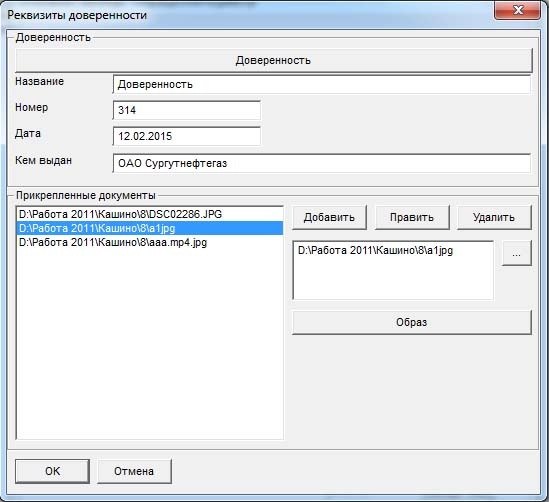 Реквизиты доверенности
Доверенность
Доверенность
Название Доверенность
Номер 314
Дата 12.02.2015
Кем выдан ОАО Сургутнефтегаз
Прикрепленные документы
D:\Работа 2011\Кашино\8\DSC02286.JPG
D:\Работа 2011\Кашино\8\a1jpg
D:\Работа 2011\Кашино\8\aaa.mp4.jpg
Добавить Править Удалить
D:\Работа 2011\Кашино\8\a1jpg ...
Образ
OK Отмена